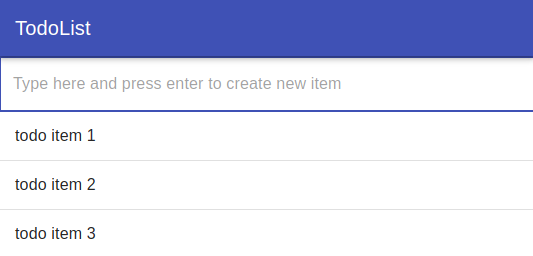 TodoList
Type here and press enter to create new item
todo item 1
todo item 2
todo item 3